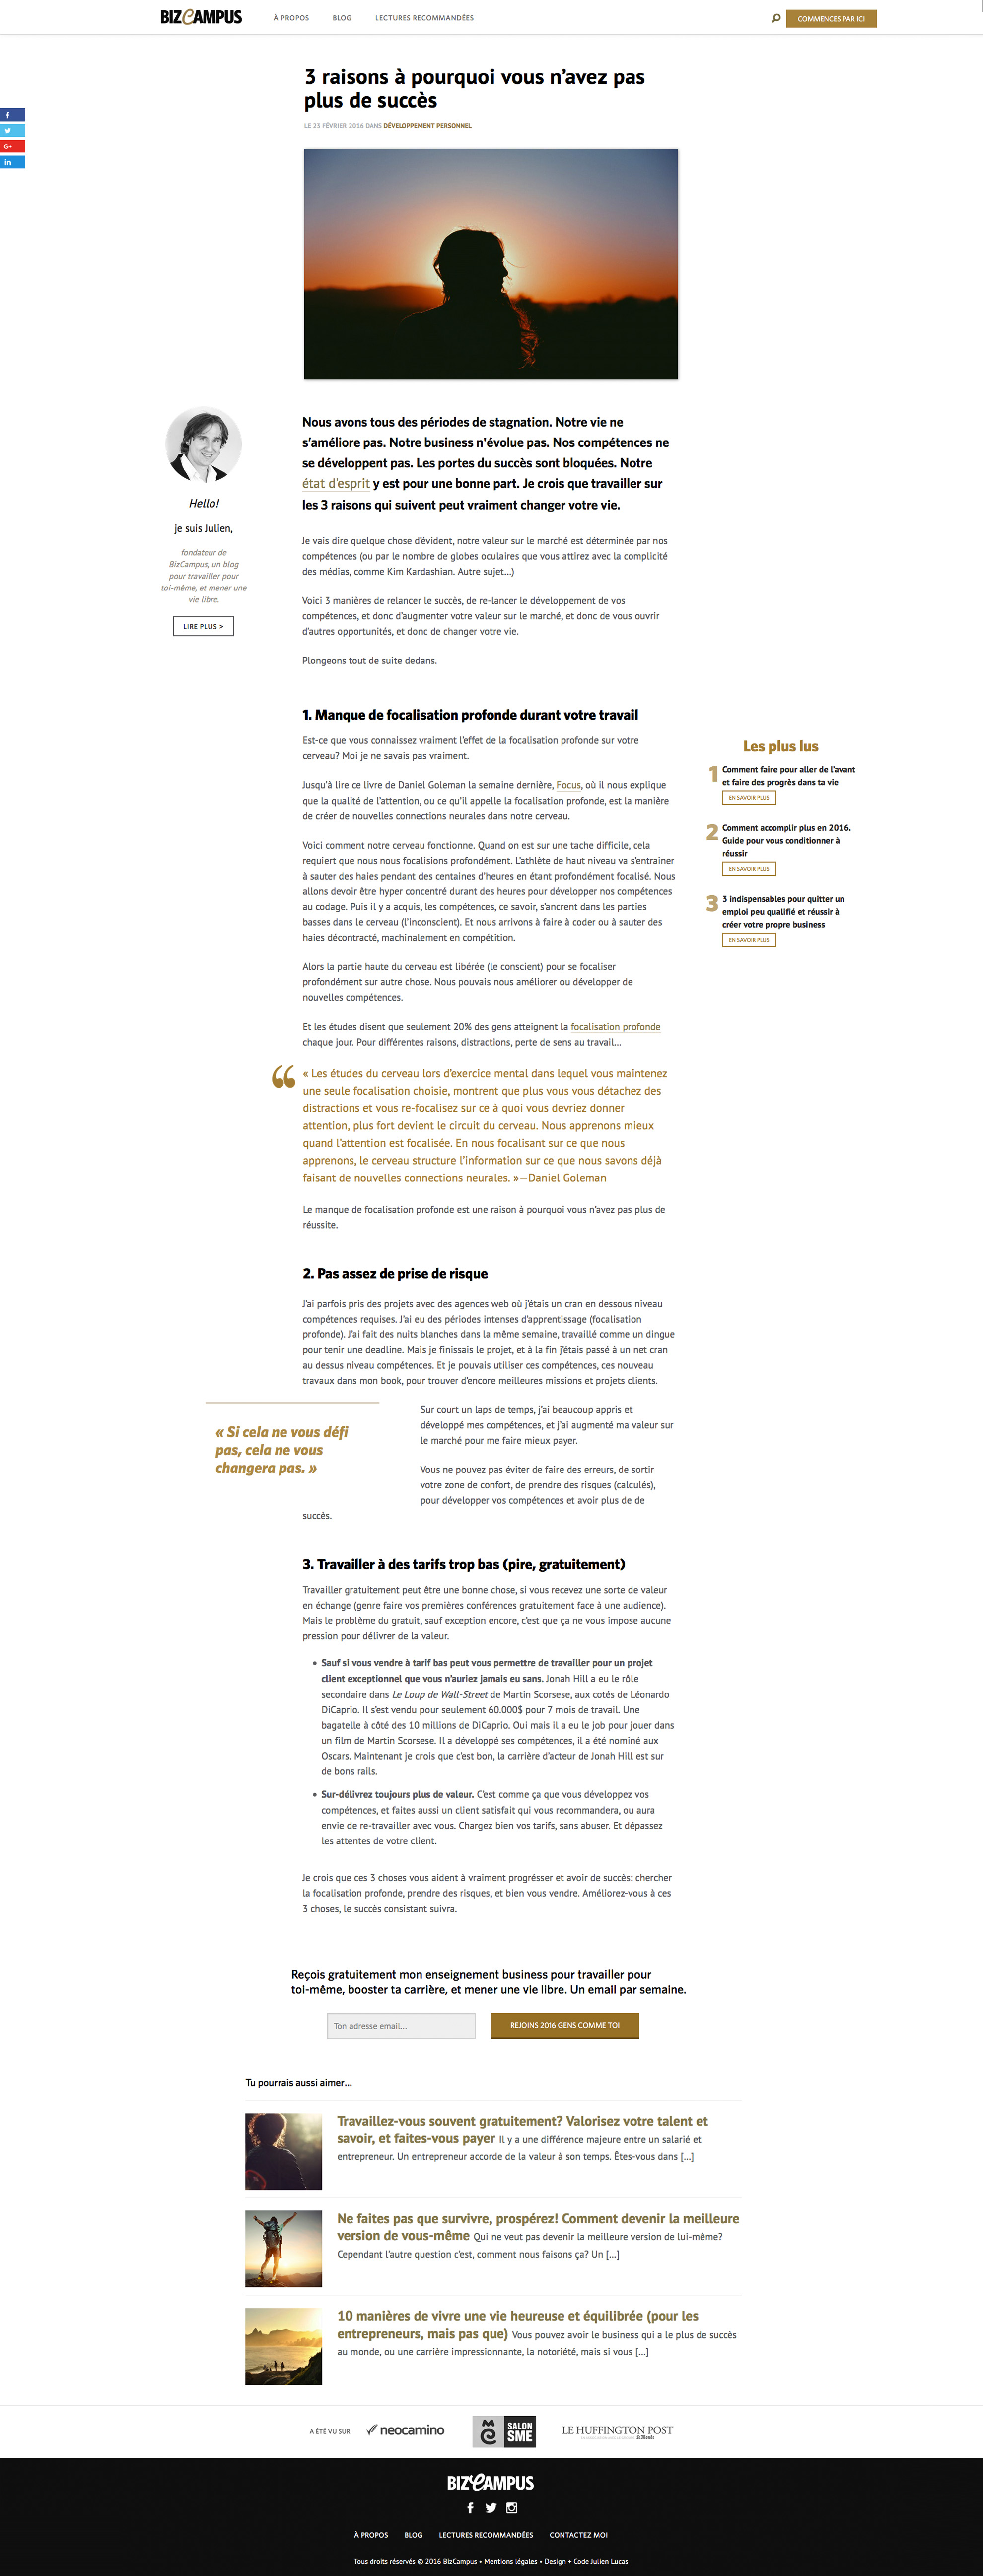 BIZCAMPUS
À PROPOS
BLOG
LECTURES RECOMMANDÉES
COMMENCES PAR ICI
3 raisons à pourquoi vous n’avez pas
plus de succès
LE 23 FÉVRIER 2016 DANS DÉVELOPPEMENT PERSONNEL
Hello!
je suis Julien,
fondateur de
BizCampus, un blog
pour travailler pour
toi-même, et mener une
vie libre.
LIRE PLUS >
Nous avons tous des périodes de stagnation. Notre vie ne
s’améliore pas. Notre business n'évolue pas. Nos compétences ne
se développent pas. Les portes du succès sont bloquées. Notre
état d'esprit y est pour une bonne part. Je crois que travailler sur
les 3 raisons qui suivent peut vraiment changer votre vie.
Je vais dire quelque chose d’évident, notre valeur sur le marché est déterminée par nos
compétences (ou par le nombre de globes oculaires que vous attirez avec la complicité
des médias, comme Kim Kardashian. Autre sujet…)
Voici 3 manières de relancer le succès, de re-lancer le développement de vos
compétences, et donc d’augmenter votre valeur sur le marché, et donc de vous ouvrir
d’autres opportunités, et donc de changer votre vie.
Plongeons tout de suite dedans.
1. Manque de focalisation profonde durant votre travail
Est-ce que vous connaissez vraiment l’effet de la focalisation profonde sur votre
cerveau? Moi je ne savais pas vraiment.
Jusqu’à lire ce livre de Daniel Goleman la semaine dernière, Focus, où il nous explique
que la qualité de l’attention, ou ce qu’il appelle la focalisation profonde, est la manière
de créer de nouvelles connections neurales dans notre cerveau.
Voici comment notre cerveau fonctionne. Quand on est sur une tache difficile, cela
requiert que nous nous focalisions profondément. L’athlète de haut niveau va s’entrainer
à sauter des haies pendant des centaines d’heures en étant profondément focalisé. Nous
allons devoir être hyper concentré durant des heures pour développer nos compétences
au codage. Puis il y a acquis, les compétences, ce savoir, s’ancrent dans les parties
basses dans le cerveau (l’inconscient). Et nous arrivons à faire à coder ou à sauter des
haies décontracté, machinalement en compétition.
Alors la partie haute du cerveau est libérée (le conscient) pour se focaliser
profondément sur autre chose. Nous pouvais nous améliorer ou développer de
nouvelles compétences.
Et les études disent que seulement 20% des gens atteignent la focalisation profonde
chaque jour. Pour différentes raisons, distractions, perte de sens au travail…
« Les études du cerveau lors d’exercice mental dans lequel vous maintenez
une seule focalisation choisie, montrent que plus vous vous détachez des
distractions et vous re-focalisez sur ce à quoi vous devriez donner
attention, plus fort devient le circuit du cerveau. Nous apprenons mieux
quand l’attention est focalisée. En nous focalisant sur ce que nous
apprenons, le cerveau structure l’information sur ce que nous savons déjà
faisant de nouvelles connections neurales. »—Daniel Goleman
Le manque de focalisation profonde est une raison à pourquoi vous n’avez pas plus de
réussite.
Les plus lus
1 Comment faire pour aller de l’avant
et faire des progrès dans ta vie
EN SAVOIR PLUS
2 Comment accomplir plus en 2016.
Guide pour vous conditionner à
réussir
EN SAVOIR PLUS
3 3 indispensables pour quitter un
emploi peu qualifié et réussir à
créer votre propre business
EN SAVOIR PLUS
2. Pas assez de prise de risque
J’ai parfois pris des projets avec des agences web où j’étais un cran en dessous niveau
compétences requises. J’ai eu des périodes intenses d’apprentissage (focalisation
profonde). J’ai fait des nuits blanches dans la même semaine, travaillé comme un dingue
pour tenir une deadline. Mais je finissais le projet, et à la fin j’étais passé à un net cran
au dessus niveau compétences. Et je pouvais utiliser ces compétences, ces nouveau
travaux dans mon book, pour trouver d’encore meilleures missions et projets clients.
« Si cela ne vous défi
pas, cela ne vous
changera pas. »
Sur court un laps de temps, j’ai beaucoup appris et
développé mes compétences, et j’ai augmenté ma valeur sur
le marché pour me faire mieux payer.
Vous ne pouvez pas éviter de faire des erreurs, de sortir
votre zone de confort, de prendre des risques (calculés),
pour développer vos compétences et avoir plus de de
succès.
3. Travailler à des tarifs trop bas (pire, gratuitement)
Travailler gratuitement peut être une bonne chose, si vous recevez une sorte de valeur
en échange (genre faire vos premières conférences gratuitement face à une audience).
Mais le problème du gratuit, sauf exception encore, c’est que ça ne vous impose aucune
pression pour délivrer de la valeur.
• Sauf si vous vendre à tarif bas peut vous permettre de travailler pour un projet
client exceptionnel que vous n’auriez jamais eu sans. Jonah Hill a eu le rôle
secondaire dans Le Loup de Wall-Street de Martin Scorsese, aux cotés de Léonardo
DiCaprio. Il s’est vendu pour seulement 60.000$ pour 7 mois de travail. Une
bagatelle à côté des 10 millions de DiCaprio. Oui mais il a eu le job pour jouer dans
un film de Martin Scorsese. Il a développé ses compétences, il a été nominé aux
Oscars. Maintenant je crois que c’est bon, la carrière d’acteur de Jonah Hill est sur
de bons rails.
• Sur-délivrez toujours plus de valeur. C’est comme ça que vous développez vos
compétences, et faites aussi un client satisfait qui vous recommandera, ou aura
envie de re-travailler avec vous. Chargez bien vos tarifs, sans abuser. Et dépassez
les attentes de votre client.
Je crois que ces 3 choses vous aident à vraiment progrésser et avoir de succès: chercher
la focalisation profonde, prendre des risques, et bien vous vendre. Améliorez-vous à ces
3 choses, le succès consistant suivra.
Reçois gratuitement mon enseignement business pour travailler pour
toi-même, booster ta carrière, et mener une vie libre. Un email par semaine.
Ton adresse email...
REJOINS 2016 GENS COMME TOI
Tu pourrais aussi aimer...
Travaillez-vous souvent gratuitement? Valorisez votre talent et
savoir, et faites-vous payer Il y a une différence majeure entre un salarié et
entrepreneur. Un entrepreneur accorde de la valeur à son temps. Êtes-vous dans [...]
Ne faites pas que survivre, prospérez! Comment devenir la meilleure
version de vous-même Qui ne veut pas devenir la meilleure version de lui-même?
Cependant l’autre question c’est, comment nous faisons ça? Un [...]
10 manières de vivre une vie heureuse et équilibrée (pour les
entrepreneurs, mais pas que) Vous pouvez avoir le business qui a le plus de succès
au monde, ou une carrière impressionnante, la notoriété, mais si vous [...]
A ÉTÉ VU SUR
neocamino
SALON
SME
LE HUFFINGTON POST
le Monde
BIZCAMPUS
À PROPOS
BLOG
LECTURES RECOMMANDÉES
CONTACTEZ MOI
Tous droits réservés © 2016 BizCampus • Mentions légales • Design + Code Julien Lucas